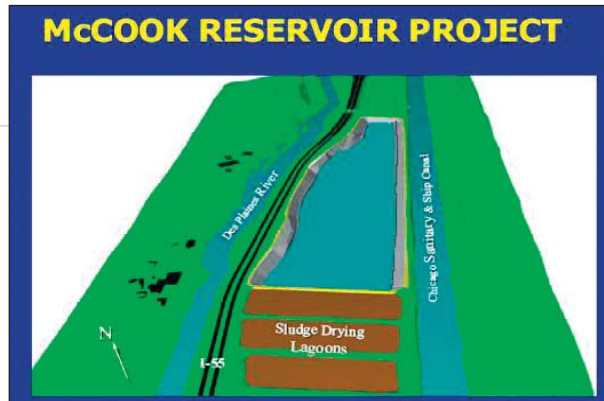 McCOOK RESERVOIR PROJECT
Des Plaines River
Chicago Sanitary & Ship Canal
Sludge Drying
Lagoons
N
I-55